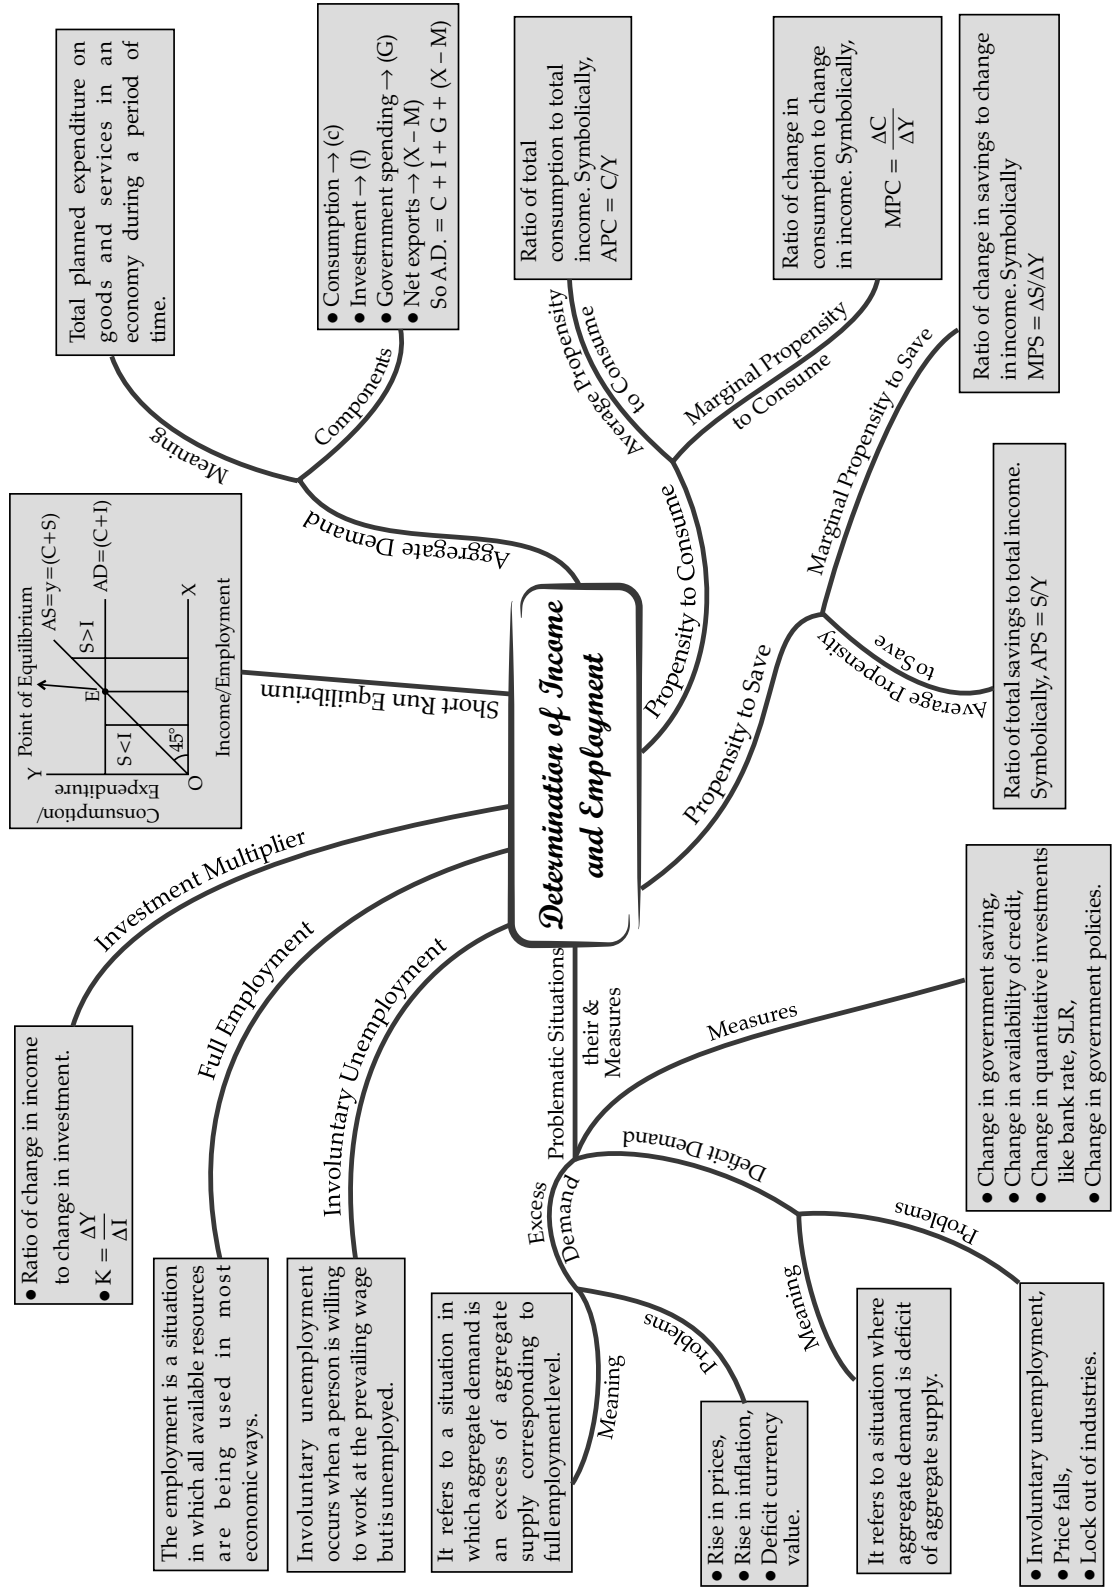 Determination of Income
and Employment
Aggregate Demand
Meaning
Total planned expenditure on
goods and services in an
economy during a period of
time.
Components
● Consumption → (c)
● Investment → (I)
● Government spending → (G)
● Net exports → (X – M)
So A.D. = C + I + G + (X – M)
Propensity to Consume
Average Propensity
to Consume
Ratio of total
consumption to total
income. Symbolically,
APC = C/Y
Marginal Propensity
to Consume
Ratio of change in
consumption to change
in income. Symbolically,
MPC = ΔC/ΔY
Propensity to Save
Marginal Propensity to Save
Ratio of change in savings to change
in income. Symbolically
MPS = ΔS/ΔY
Average Propensity
to Save
Ratio of total savings to total income.
Symbolically, APS = S/Y
Problematic Situations
their &
Measures
Measures
● Change in government saving,
● Change in availability of credit,
● Change in quantitative investments
like bank rate, SLR,
● Change in government policies.
Deficit Demand
Problems
● Involuntary unemployment,
● Price falls,
● Lock out of industries.
Meaning
It refers to a situation where
aggregate demand is deficit
of aggregate supply.
Excess
Demand
Problems
● Rise in prices,
● Rise in inflation,
● Deficit currency
value.
Meaning
It refers to a situation in
which aggregate demand is
an excess of aggregate
supply corresponding to
full employment level.
Involuntary Unemployment
Involuntary unemployment
occurs when a person is willing
to work at the prevailing wage
but is unemployed.
Full Employment
The employment is a situation
in which all available resources
are being used in most
economic ways.
Investment Multiplier
● Ratio of change in income
to change in investment.
● K = ΔY/ΔI
Short Run Equilibrium
Y
Point of Equilibrium
AS=y=(C+S)
E
S<I
S>I
AD=(C+I)
45°
O
X
Consumption/
Expenditure
Income/Employment